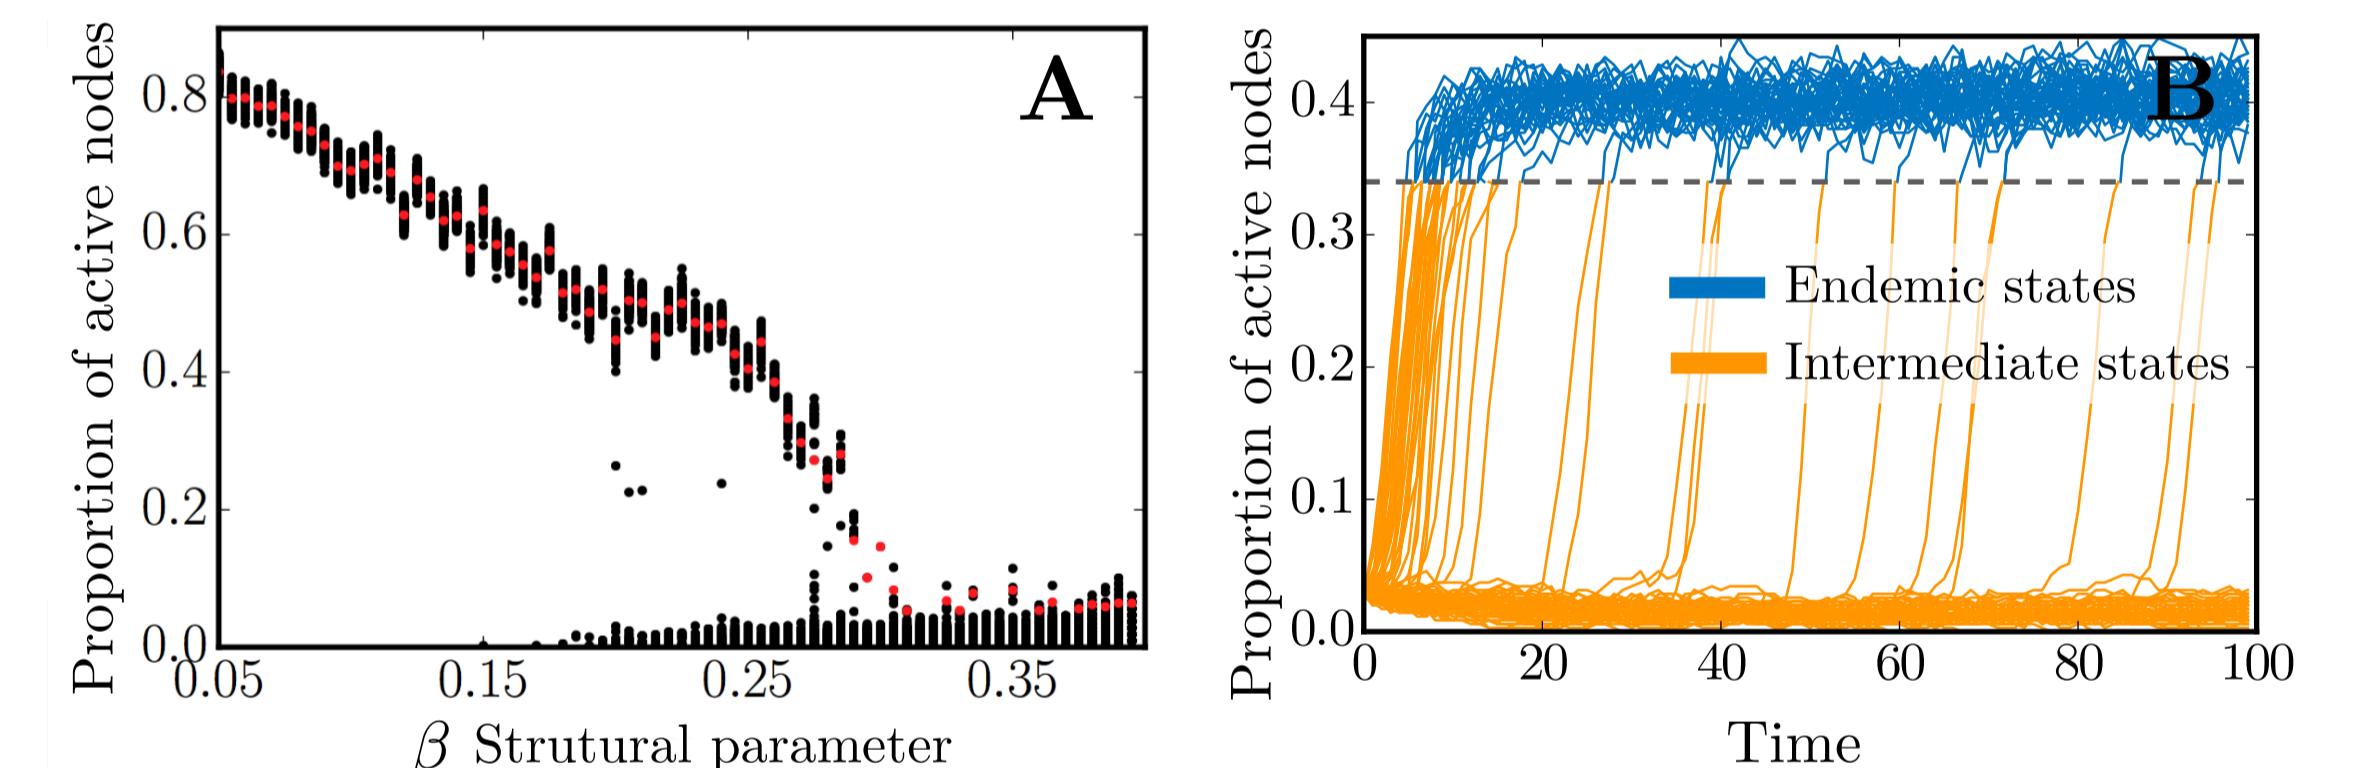 Proportion of active nodes
0.8
0.6
0.4
0.2
0.0
0.05 0.15 0.25 0.35
β Strutural parameter
A
Proportion of active nodes
0.4
0.3
0.2
0.1
0.0
0 20 40 60 80 100
Time
B
Endemic states
Intermediate states